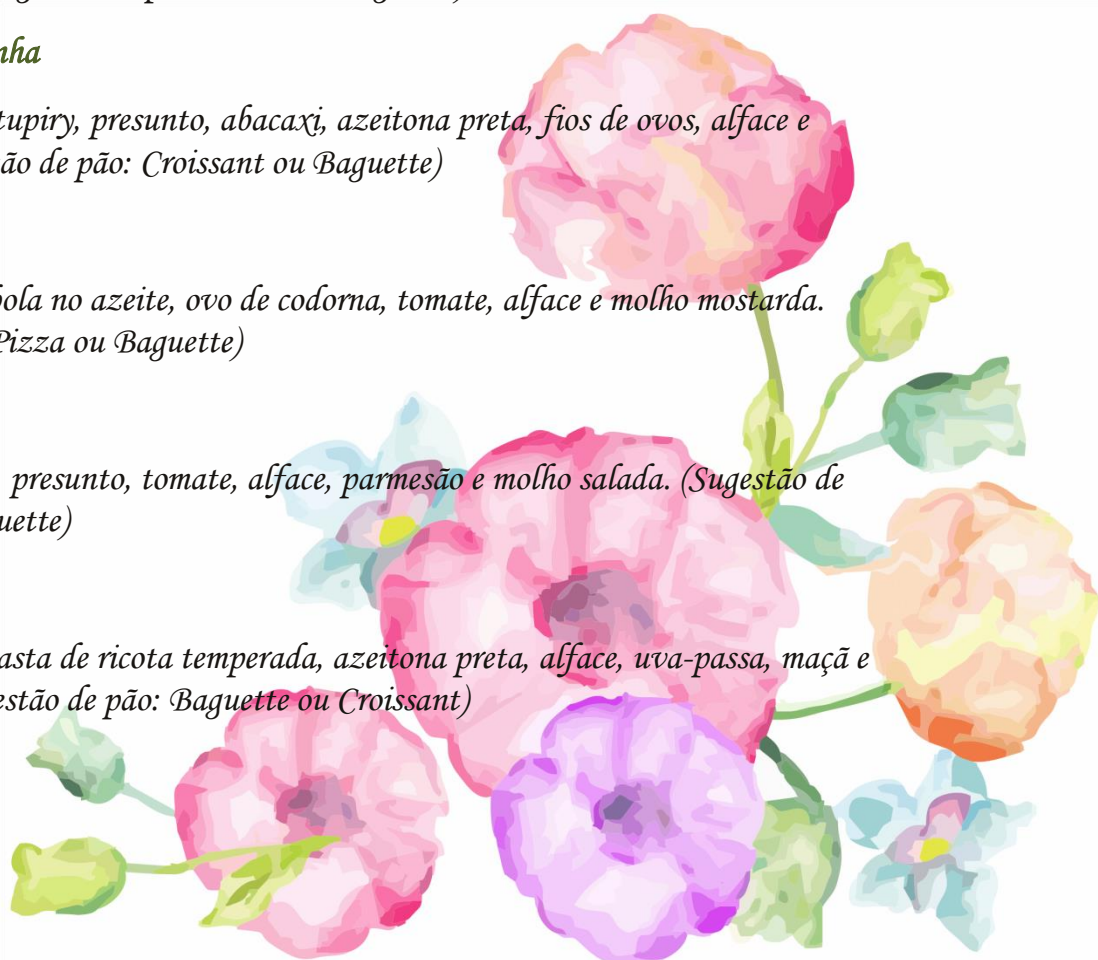 nha
tupiry, presunto, abacaxi, azeitona preta, fios de ovos, alface e
ão de pão: Croissant ou Baguette)
bola no azeite, ovo de codorna, tomate, alface e molho mostarda.
Pizza ou Baguette)
presunto, tomate, alface, parmesão e molho salada. (Sugestão de
uette)
asta de ricota temperada, azeitona preta, alface, uva-passa, maçã e
estão de pão: Baguette ou Croissant)